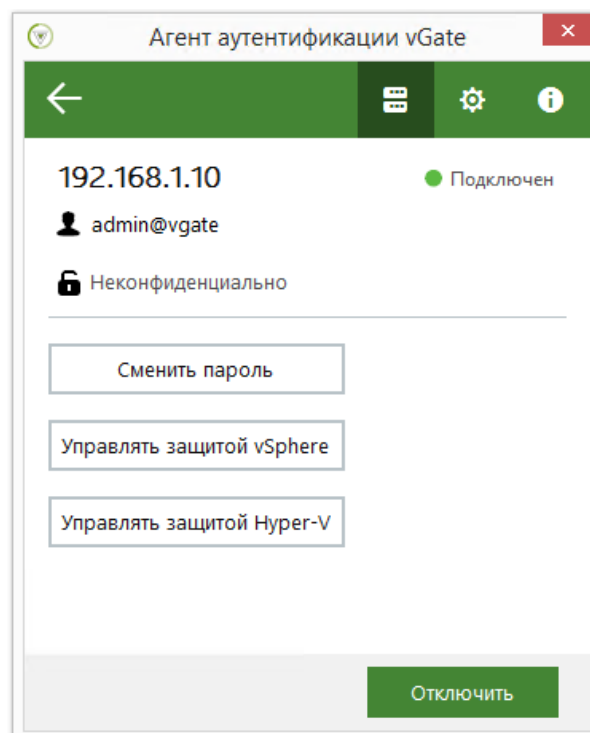 Агент аутентификации vGate
192.168.1.10
Подключен
admin@vgate
Неконфиденциально
Сменить пароль
Управлять защитой vSphere
Управлять защитой Hyper-V
Отключить